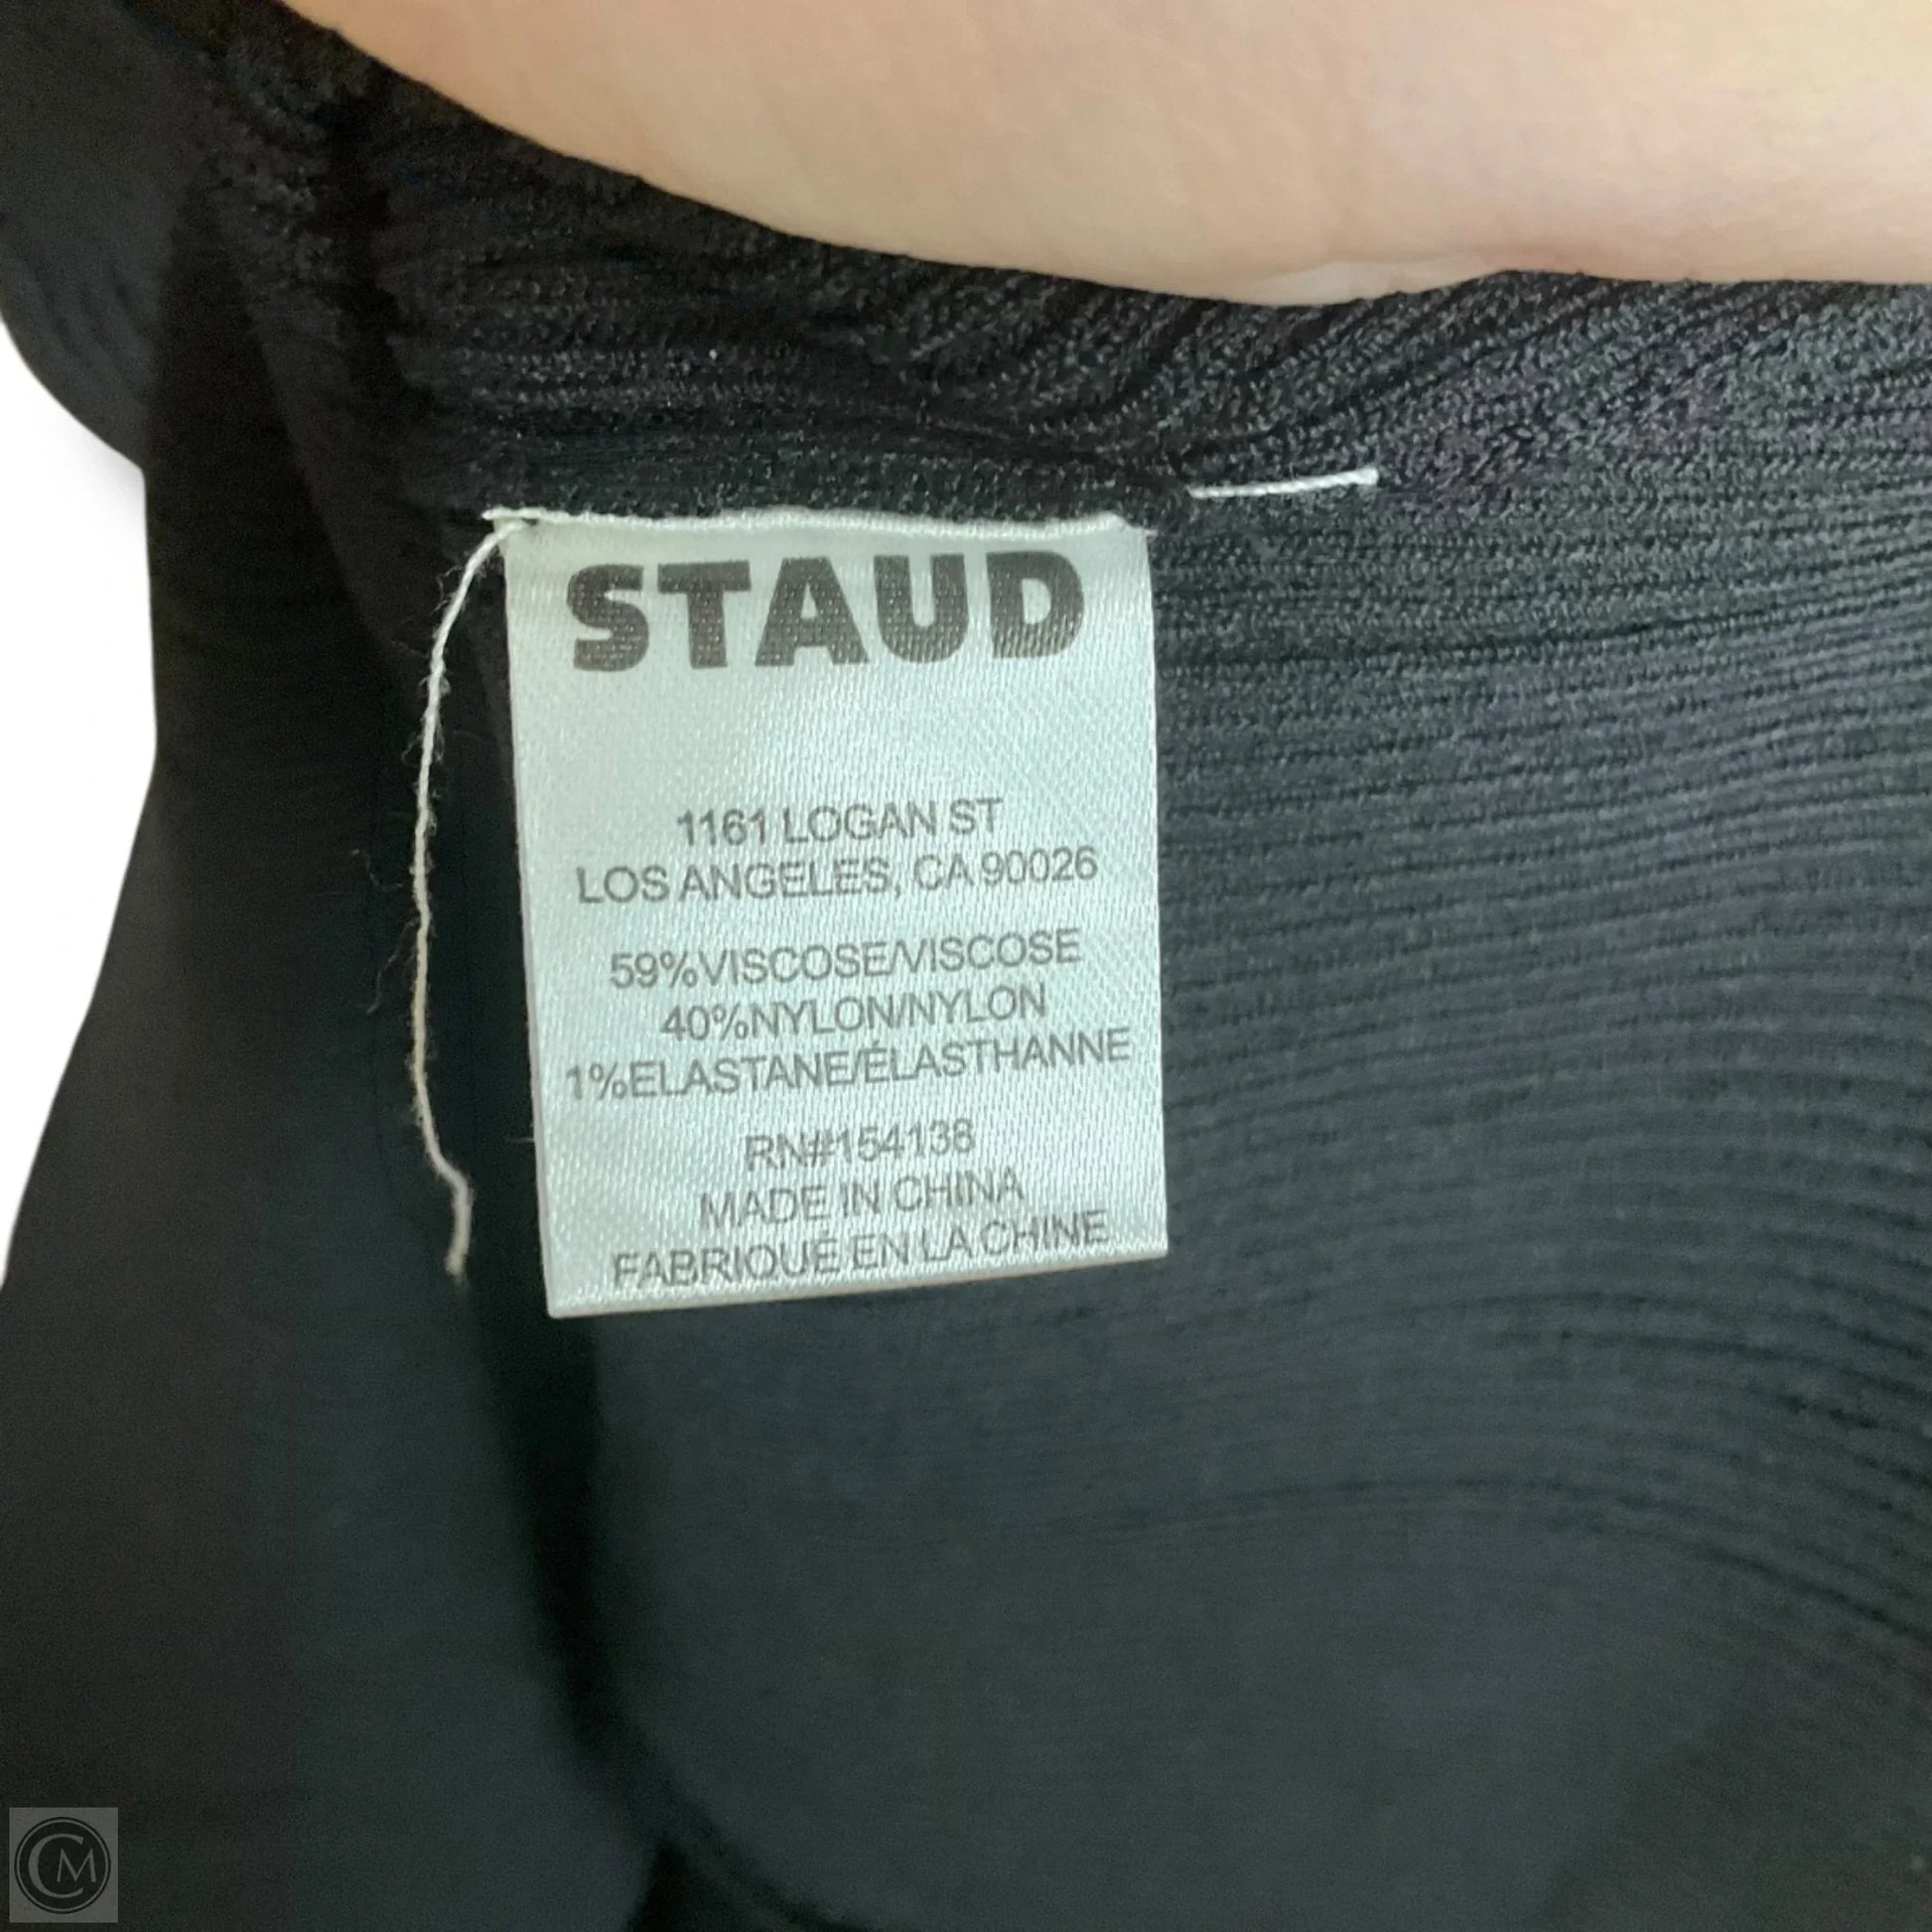 STAUD
1161 LOGAN ST
LOS ANGELES, CA 90026
59%VISCOSE/VISCOSE
40%NYLON/NYLON
1%ELASTANE/ÉLASTHANNE
RN#154138
MADE IN CHINA
FABRIQUÉ EN LA CHINE
CM